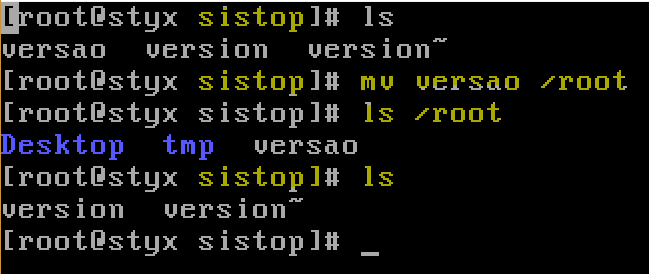 [root@styx sistop]# ls
versao version version~
[root@styx sistop]# mv versao /root
[root@styx sistop]# ls /root
Desktop tmp versao
[root@styx sistop]# ls
version version~
[root@styx sistop]# _